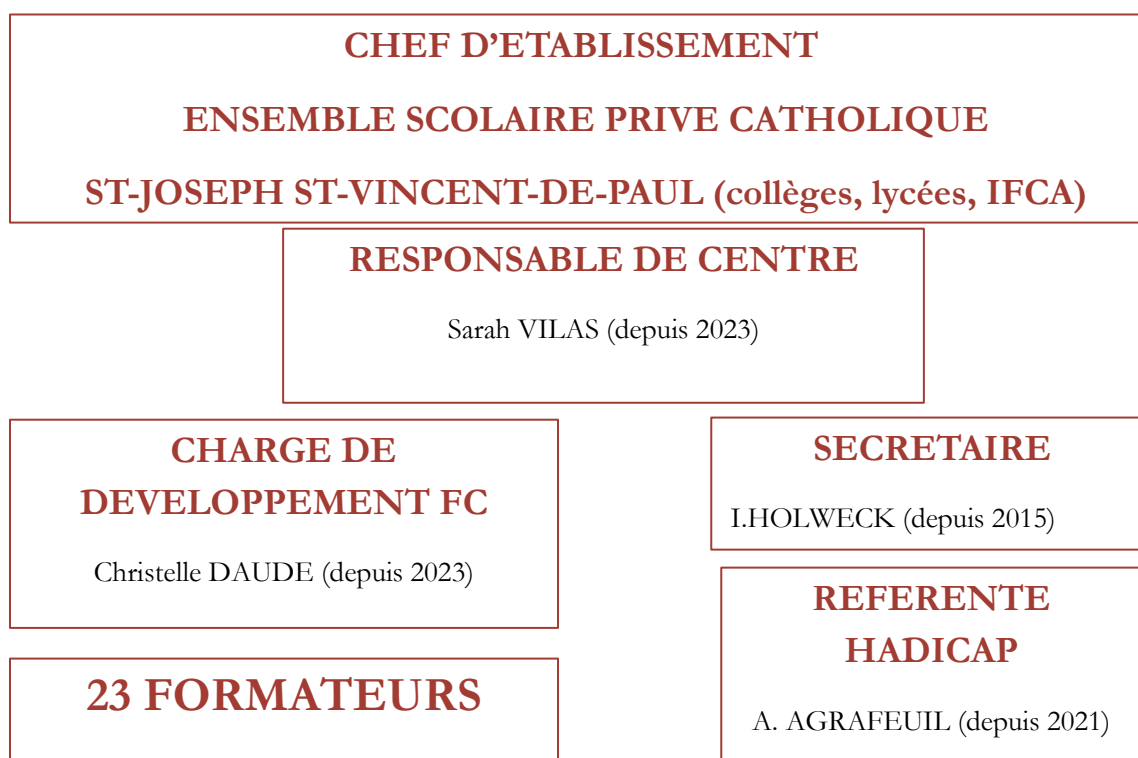 CHEF D’ETABLISSEMENT
ENSEMBLE SCOLAIRE PRIVE CATHOLIQUE
ST-JOSEPH ST-VINCENT-DE-PAUL (collèges, lycées, IFCA)
RESPONSABLE DE CENTRE
Sarah VILAS (depuis 2023)
CHARGE DE
DEVELOPPEMENT FC
Christelle DAUDE (depuis 2023)
SECRETAIRE
I.HOLWECK (depuis 2015)
REFERENTE
HADICAP
A. AGRAFEUIL (depuis 2021)
23 FORMATEURS